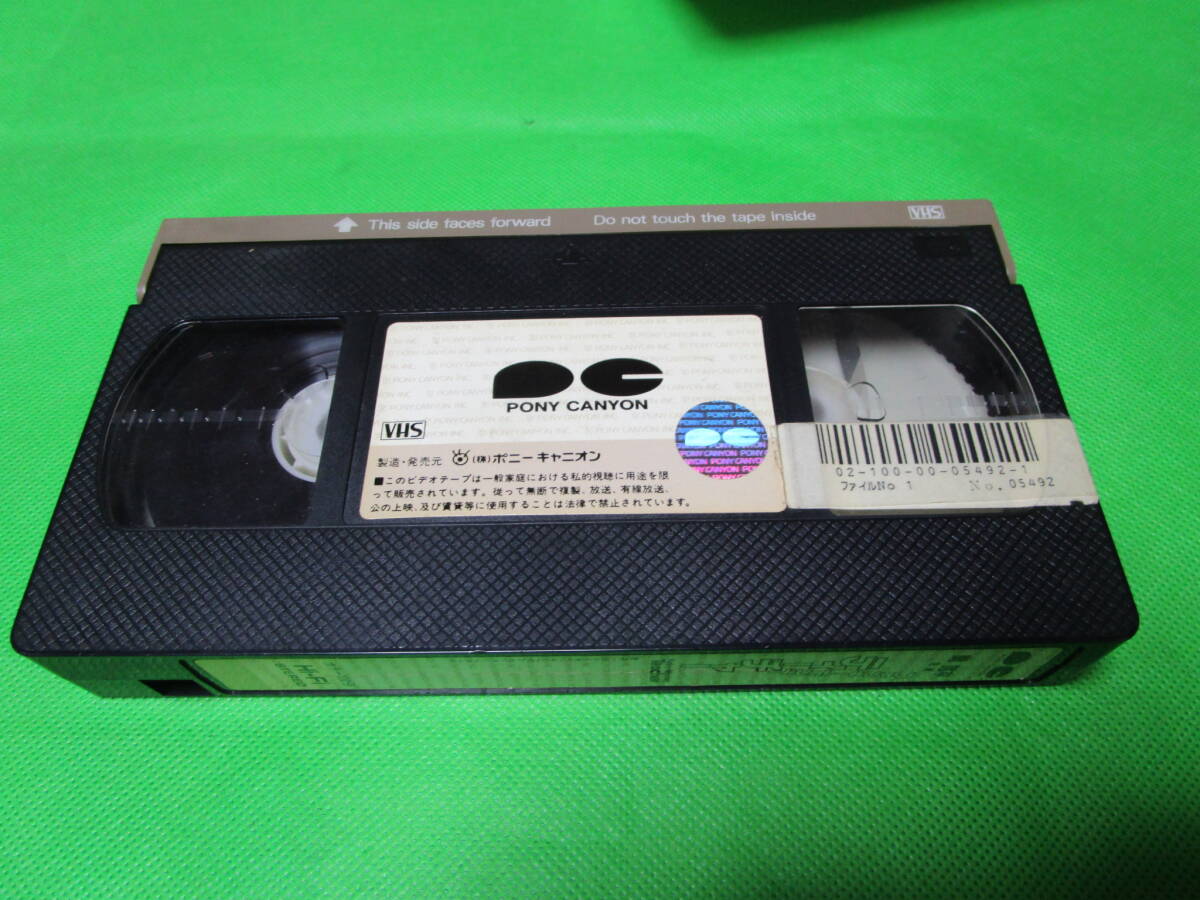 This side faces forward Do not touch the tape inside VHS
PONY CANYON
VHS
製造・発売元 (株)ポニーキャニオン
■このビデオテープは一般家庭における私的視聴に用途を限
って販売されています。従って無断で複製、放送、有線放送、
公の上映、及び賃貸等に使用することは法律で禁止されています。
PONY CANYON
02-100-00-05492-1
ファイルNo 1 No. 05492
Hi-Fi
STEREO